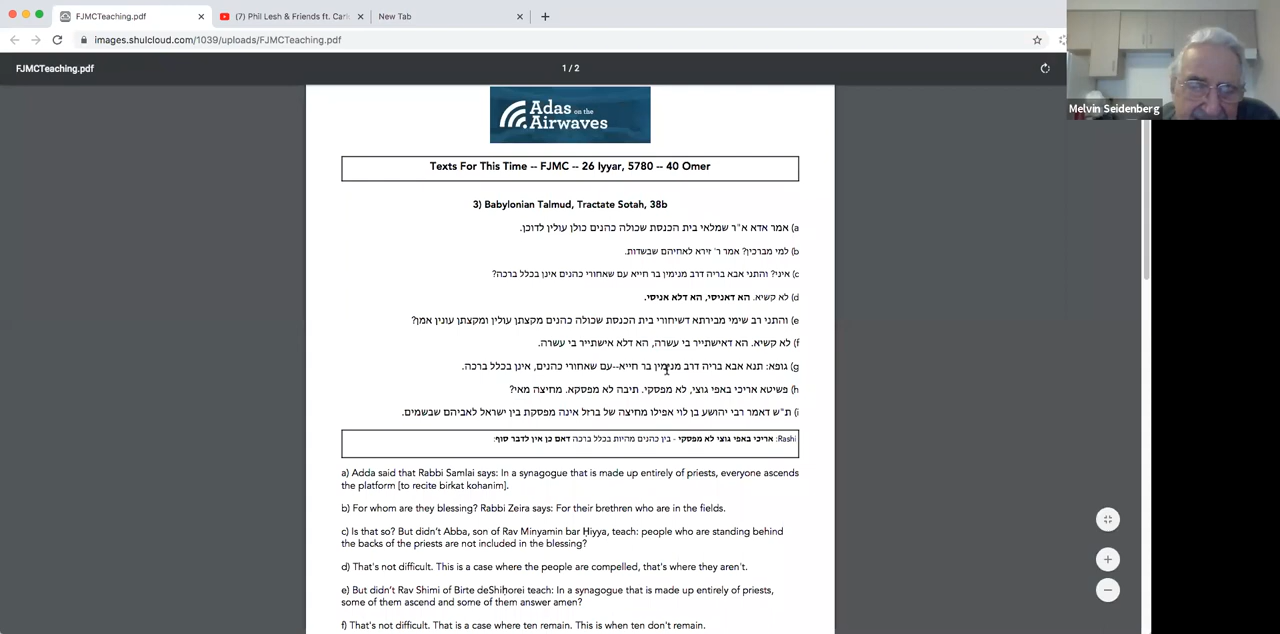 FJMCTeaching.pdf
(7) Phil Lesh & Friends ft. Carl
New Tab
images.shulcloud.com/1039/uploads/FJMCTeaching.pdf
FJMCTeaching.pdf
1 / 2
Melvin Seidenberg
Adas on the Airwaves
Texts For This Time -- FJMC -- 26 Iyyar, 5780 -- 40 Omer
3) Babylonian Talmud, Tractate Sotah, 38b
a) אמר אדא א"ר שמלאי בית הכנסת שכולה כהנים כולן עולין לדוכן.
b) למי מברכין? אמר ר' זירא לאחיהם שבשדות.
c) איני? והתני אבא בריה דרב מנימין בר חייא עם שאחורי כהנים אינן בכלל ברכה?
d) לא קשיא. הא דאניסי, הא דלא אניסי.
e) והתני רב שימי מבירתא דשיחורי בית הכנסת שכולה כהנים מקצתן עולין ומקצתן עונין אמן?
f) לא קשיא. הא דאישתייר בי עשרה, הא דלא אישתייר בי עשרה.
g) גופא: תנא אבא בריה דרב מנימין בר חייא--עם שאחורי כהנים, אינן בכלל ברכה.
h) פשיטא אריכי באפי גוצי, לא מפסקי. תיבה לא מפסקא. מחיצה מאי?
i) ת"ש דאמר רבי יהושע בן לוי אפילו מחיצה של ברזל אינה מפסקת בין ישראל לאביהם שבשמים.
Rashi: אריכי באפי גוצי לא מפסקי - בין כהנים מהיות בכלל ברכה דאם כן אין לדבר סוף:
a) Adda said that Rabbi Samlai says: In a synagogue that is made up entirely of priests, everyone ascends
the platform [to recite birkat kohanim].
b) For whom are they blessing? Rabbi Zeira says: For their brethren who are in the fields.
c) Is that so? But didn't Abba, son of Rav Minyamin bar Ḥiyya, teach: people who are standing behind
the backs of the priests are not included in the blessing?
d) That's not difficult. This is a case where the people are compelled, that's where they aren't.
e) But didn't Rav Shimi of Birte deShiḥorei teach: In a synagogue that is made up entirely of priests,
some of them ascend and some of them answer amen?
f) That's not difficult. That is a case where ten remain. This is when ten don't remain.